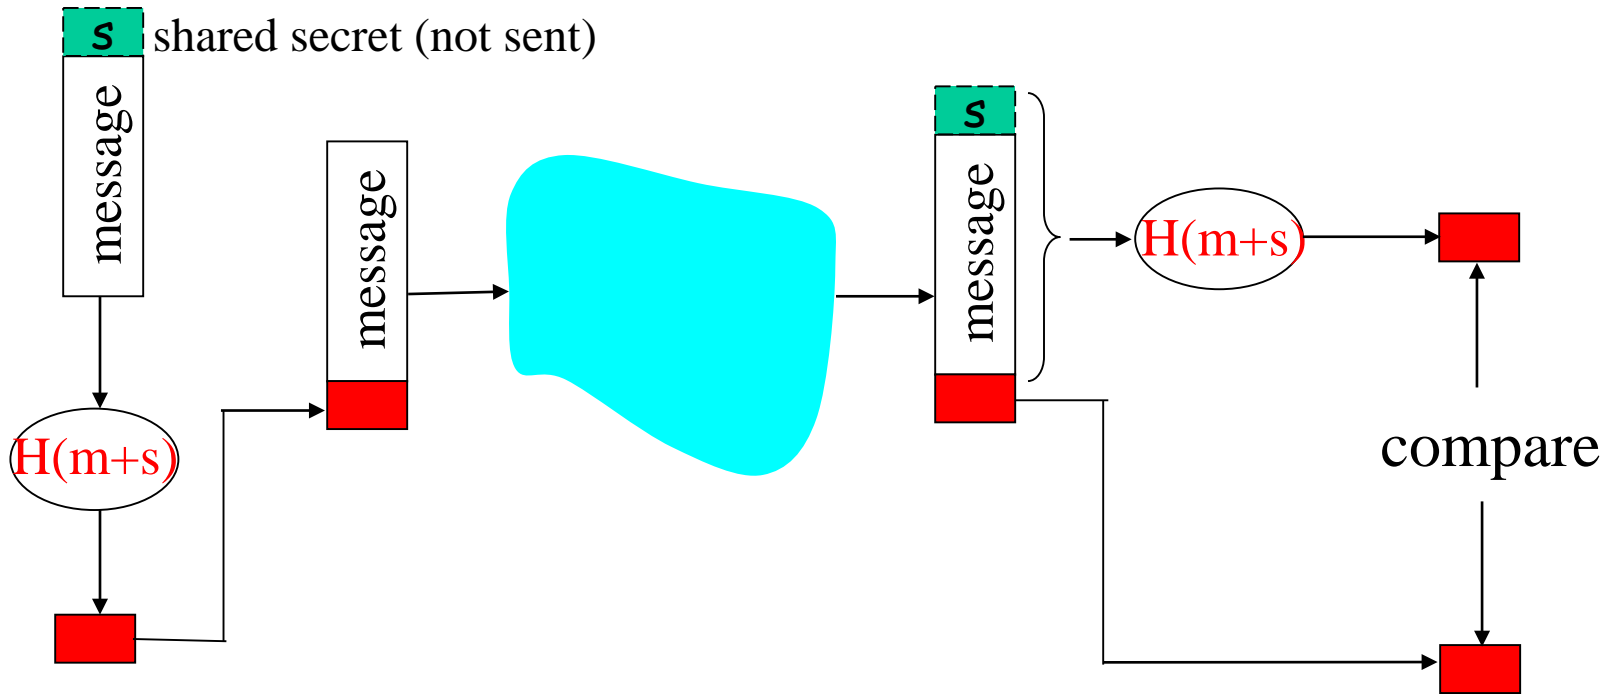 s shared secret (not sent)
message
H(m+s)
message
s
message
H(m+s)
compare